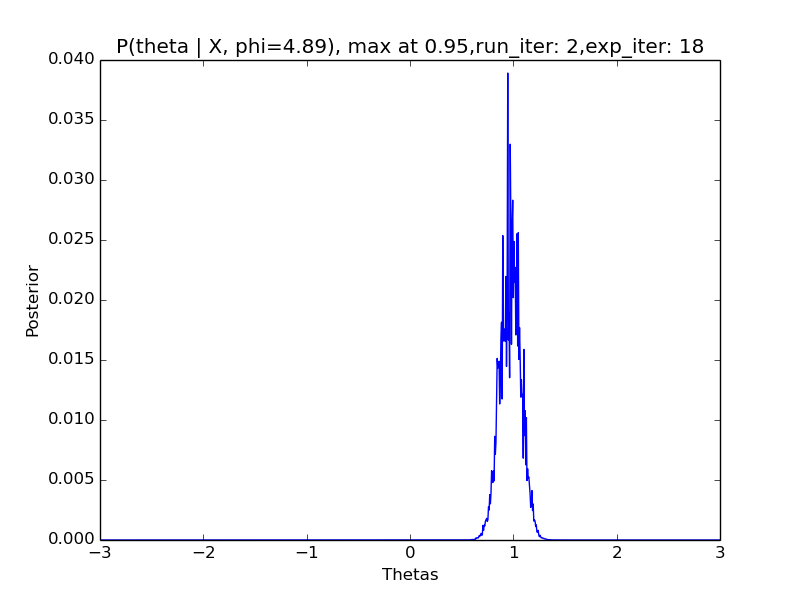 P(theta | X, phi=4.89), max at 0.95,run_iter: 2,exp_iter: 18
0.040
0.035
0.030
0.025
0.020
0.015
0.010
0.005
0.000
Posterior
−3 −2 −1 0 1 2 3
Thetas